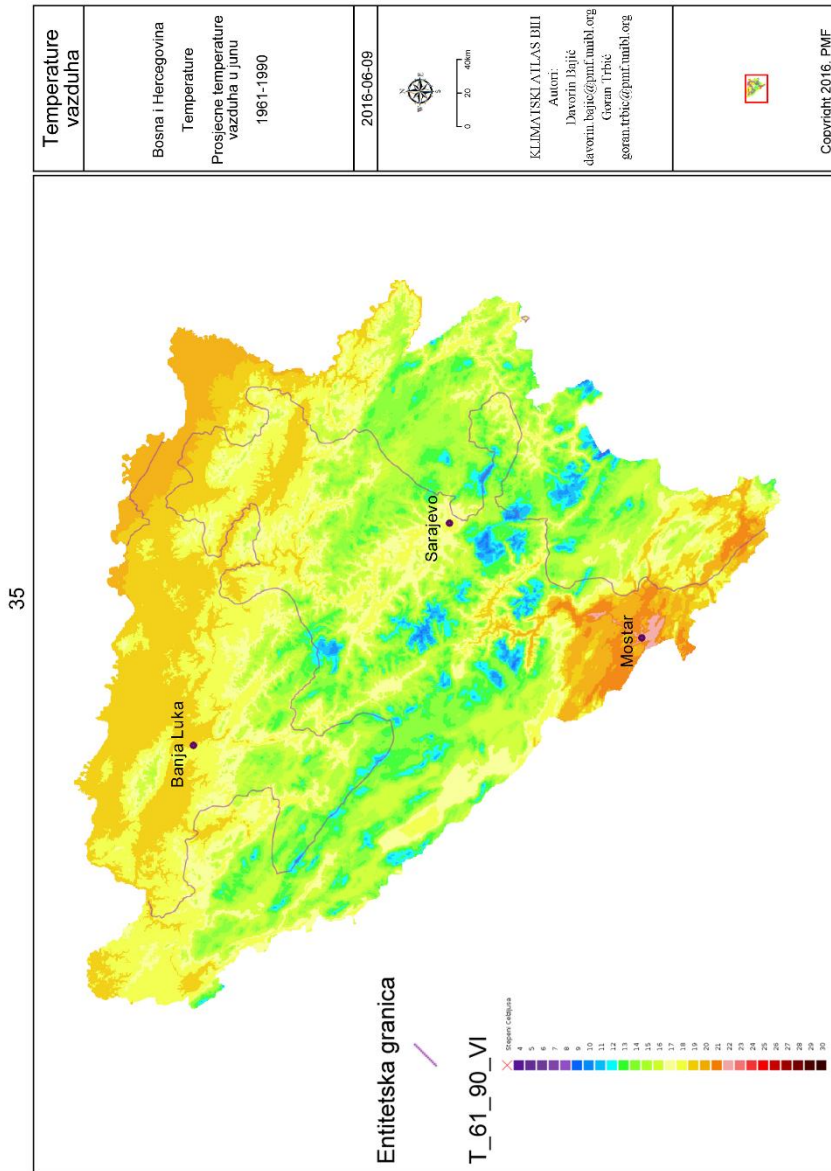 35
Temperature
vazduha
Bosna i Hercegovina
Temperature
Prosjecne temperature
vazduha u junu
1961-1990
2016-06-09
N
E
S
W
0 20 40km
KLIMATSKI ATLAS BIH
Autori:
Davorin Bajić
davorin.bajic@pmf.unibl.org
Goran Trbić
goran.trbic@pmf.unibl.org
Copyright 2016. PMF
Banja Luka
Sarajevo
Mostar
Entitetska granica
T_61_90_VI
Stepeni Celzijusa
4
5
6
7
8
9
10
11
12
13
14
15
16
17
18
19
20
21
22
23
24
25
26
27
28
29
30